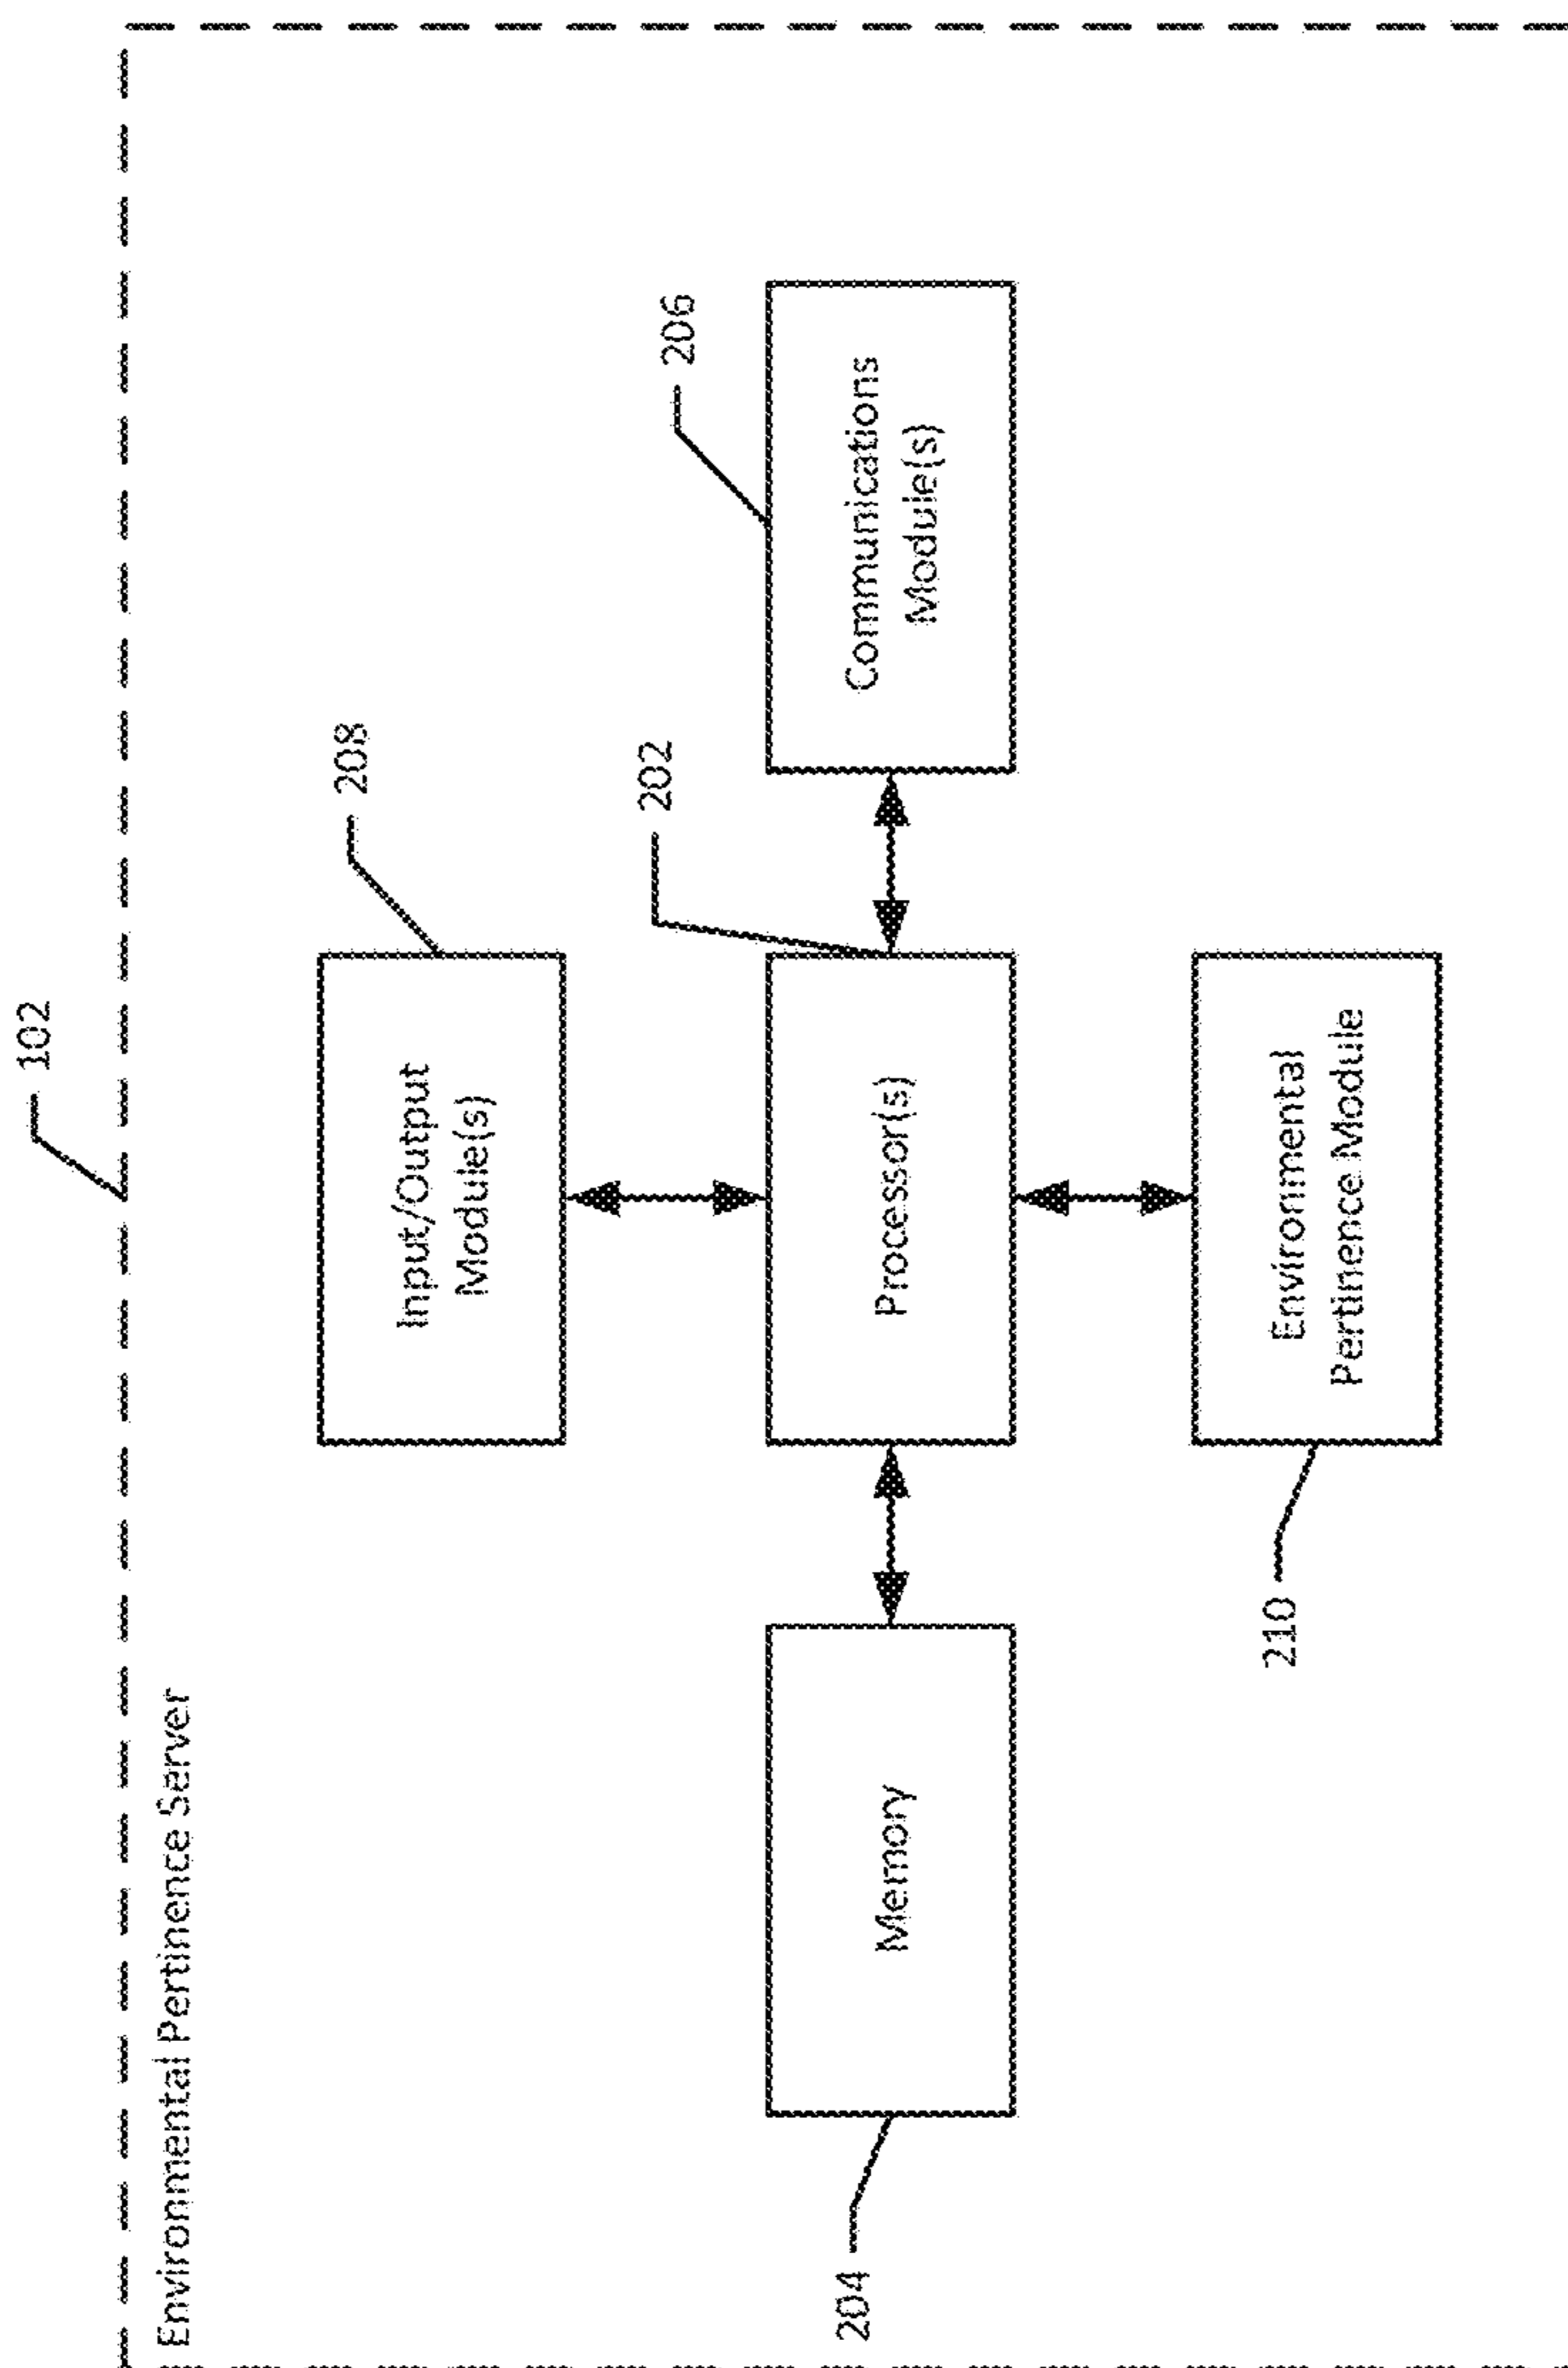 102
Environmental Pertinence Server
208
Input/Output
Module(s)
202
206
Memory
Processor(s)
Communications
Module(s)
204
210
Environmental
Pertinence Module